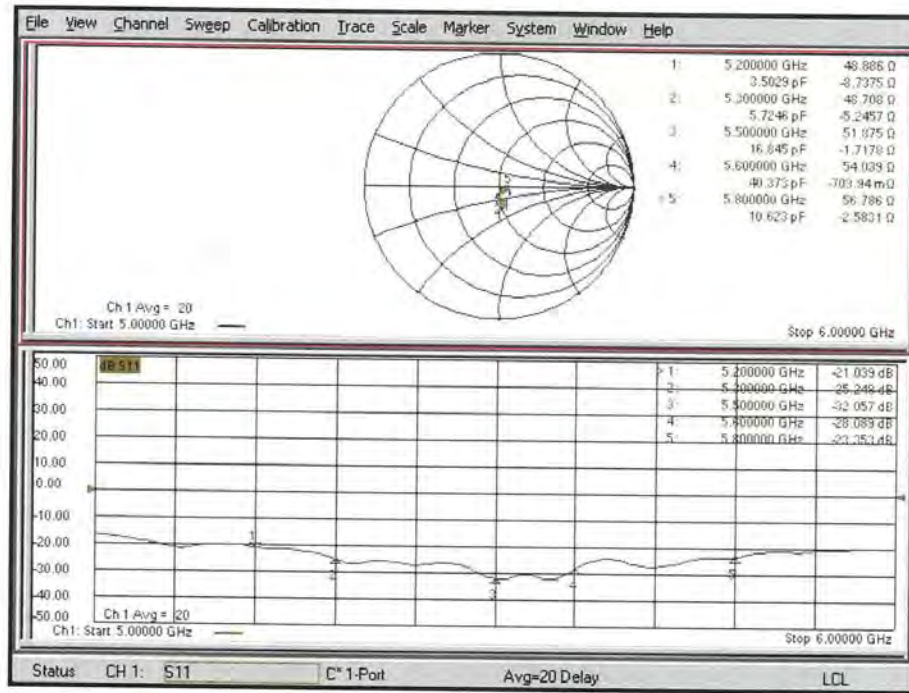 File View Channel Sweep Calibration Trace Scale Marker System Window Help
1: 5.200000 GHz 48.886 Ω
3.5029 pF -8.7375 Ω
2: 5.300000 GHz 48.708 Ω
5.7246 pF -5.2457 Ω
3: 5.500000 GHz 51.875 Ω
16.845 pF -1.7178 Ω
4: 5.600000 GHz 54.039 Ω
40.373 pF -703.94 mΩ
> 5: 5.800000 GHz 56.786 Ω
10.623 pF -2.5831 Ω
Ch 1 Avg = 20
Ch1: Start 5.00000 GHz
Stop 6.00000 GHz
50.00 dB S11
> 1: 5.200000 GHz -21.039 dB
40.00
2: 5.300000 GHz -25.248 dB
30.00
3: 5.500000 GHz -32.057 dB
4: 5.600000 GHz -28.089 dB
20.00
5: 5.800000 GHz -23.353 dB
10.00
0.00
-10.00
-20.00
1
-30.00
2
3
4
5
-40.00
-50.00
Ch 1 Avg = 20
Ch1: Start 5.00000 GHz
Stop 6.00000 GHz
Status CH 1: S11 C* 1-Port Avg=20 Delay LCL